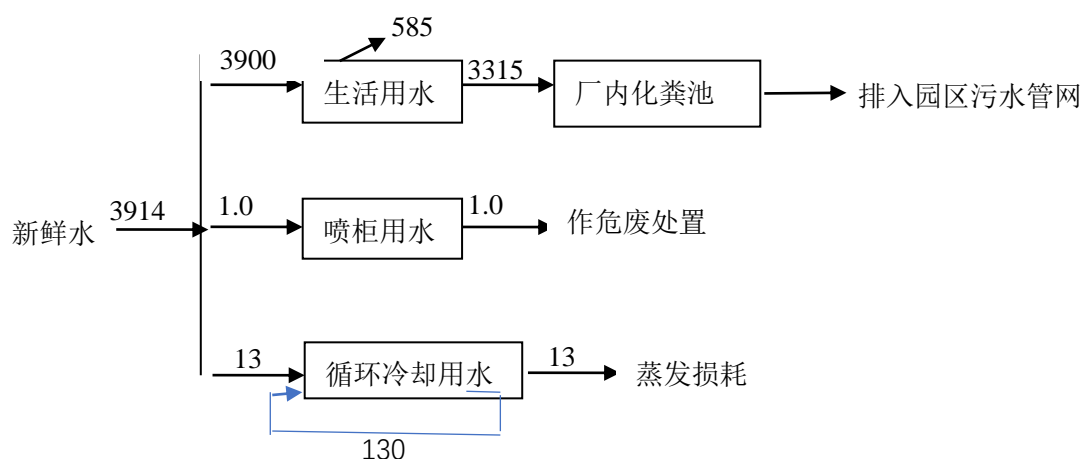 585
3900
生活用水
3315
厂内化粪池
排入园区污水管网
新鲜水
3914
1.0
喷柜用水
1.0
作危废处置
13
循环冷却用水
13
蒸发损耗
130